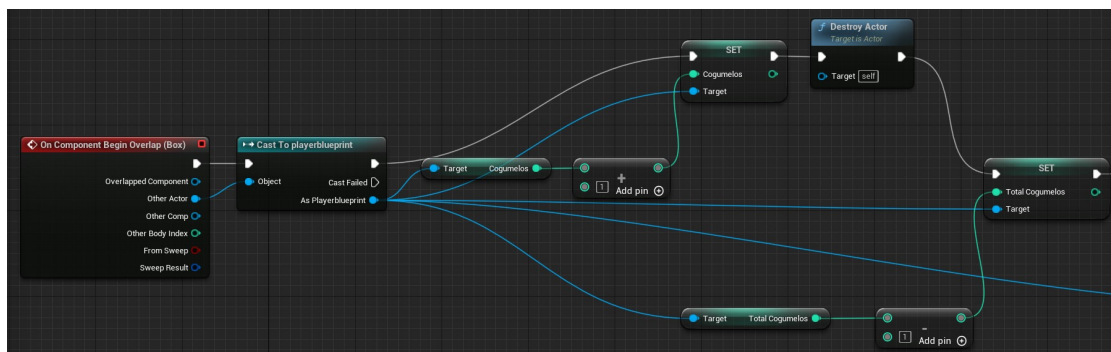 f Destroy Actor
Target is Actor
Target self
SET
Cogumelos
Target
On Component Begin Overlap (Box)
Overlapped Component
Other Actor
Other Comp
Other Body Index
From Sweep
Sweep Result
Cast To playerblueprint
Object
Cast Failed
As Playerblueprint
Target Cogumelos
+
1 Add pin
SET
Total Cogumelos
Target
Target Total Cogumelos
-
1 Add pin